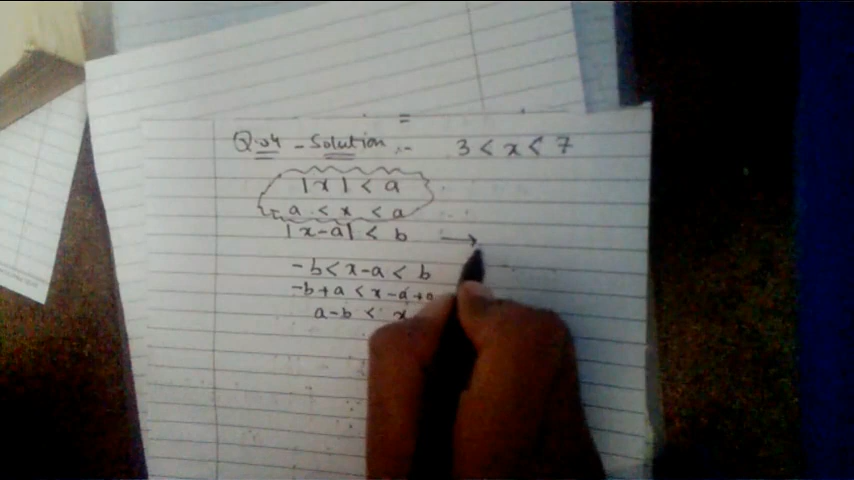 Q.04 - Solution :- 3 < x < 7
|x| < a
-a < x < a
|x-a| < b →
-b < x-a < b
-b+a < x-a+a
a-b < x